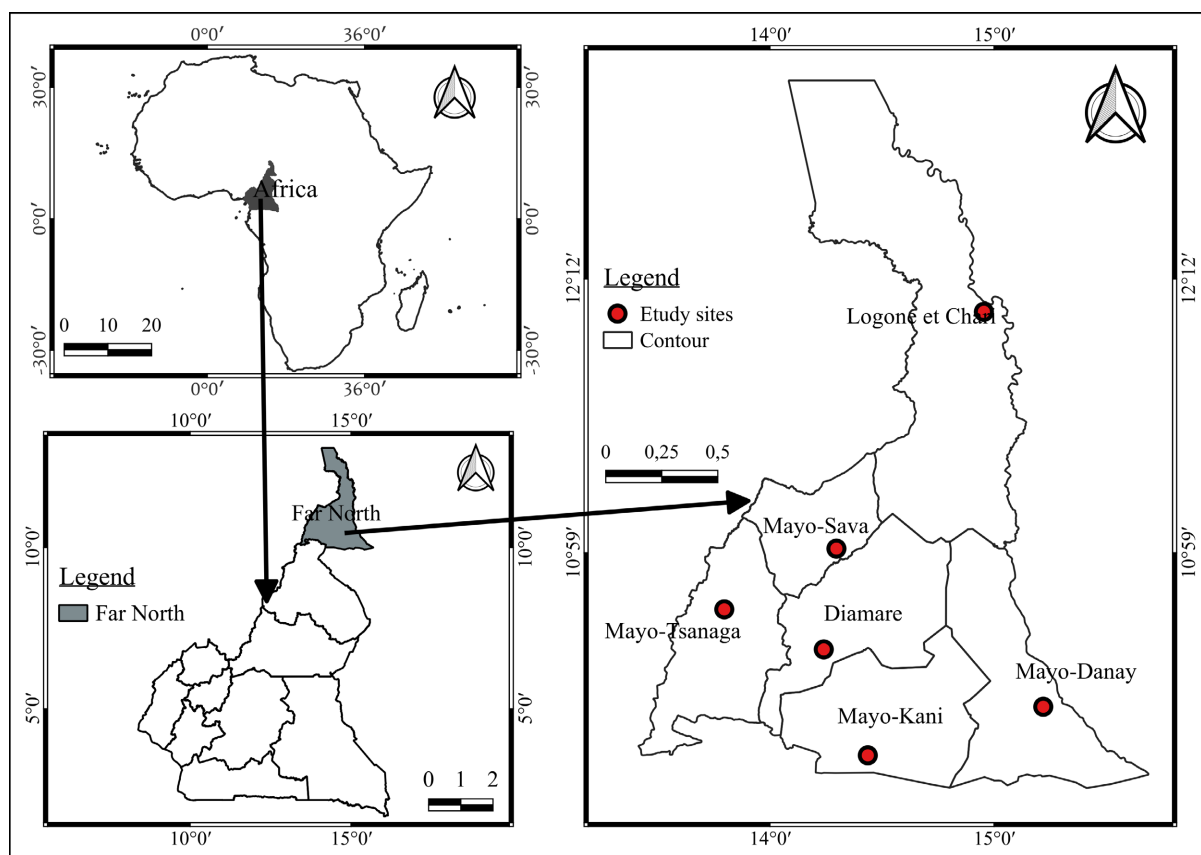 0°0′ 36°0′
30°0′ 30°0′
Africa
0°0′ 0°0′
0 10 20
-30°0′ -30°0′
0°0′ 36°0′
10°0′ 15°0′
Far North
10°0′ 10°0′
Legend
Far North
5°0′ 5°0′
0 1 2
10°0′ 15°0′
14°0′ 15°0′
12°12′ 12°12′
Legend
Etudy sites
Contour
Logone et Chari
0 0,25 0,5
Mayo-Sava
10°59′ 10°59′
Mayo-Tsanaga
Diamare
Mayo-Danay
Mayo-Kani
14°0′ 15°0′